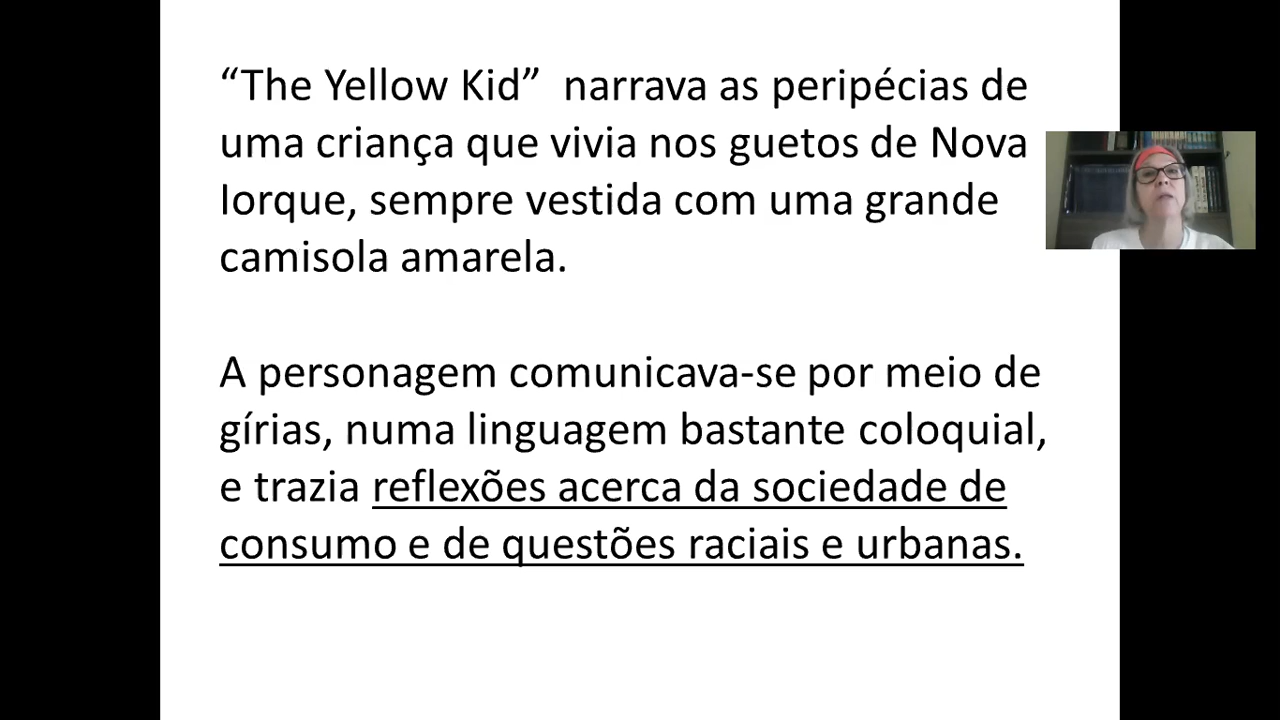 “The Yellow Kid”  narrava as peripécias de
uma criança que vivia nos guetos de Nova
Iorque, sempre vestida com uma grande
camisola amarela.
A personagem comunicava-se por meio de
gírias, numa linguagem bastante coloquial,
e trazia reflexões acerca da sociedade de
consumo e de questões raciais e urbanas.